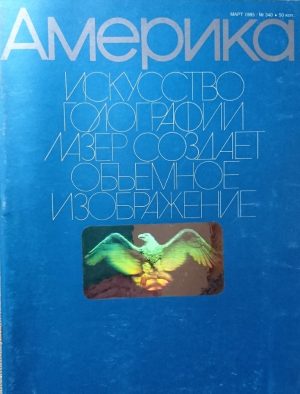 МАРТ 1985 • № 340 • 50 коп.
Америка
ИСКУССТВО
ГОЛОГРАФИИ
ЛАЗЕР СОЗДАЕТ
ОБЪЕМНОЕ
ИЗОБРАЖЕНИЕ